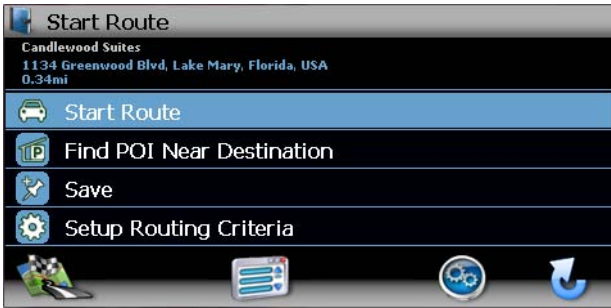 Start Route
Candlewood Suites
1134 Greenwood Blvd, Lake Mary, Florida, USA
0.34mi
Start Route
Find POI Near Destination
Save
Setup Routing Criteria